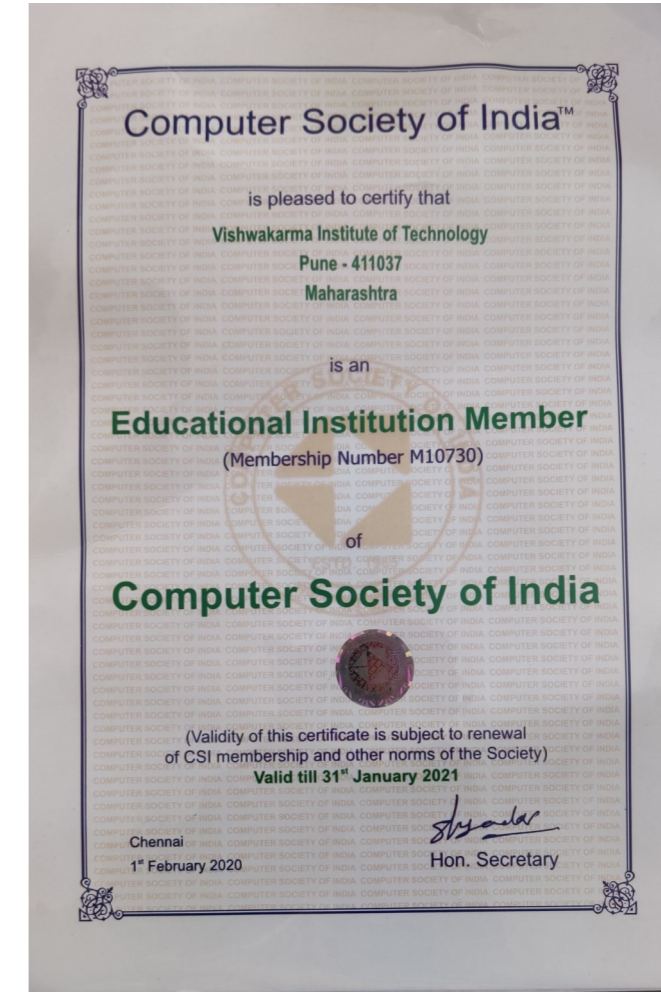 Computer Society of India™
is pleased to certify that
Vishwakarma Institute of Technology
Pune - 411037
Maharashtra
is an
Educational Institution Member
(Membership Number M10730)
of
Computer Society of India
(Validity of this certificate is subject to renewal
of CSI membership and other norms of the Society)
Valid till 31st January 2021
Chennai
1st February 2020
Hon. Secretary